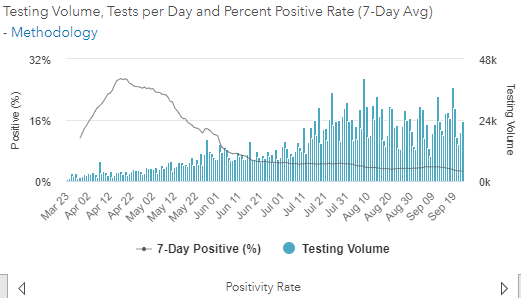 Testing Volume, Tests per Day and Percent Positive Rate (7-Day Avg)
- Methodology
32%
48k
16%
24k
0%
0k
Positive (%)
Testing Volume
Mar 23
Apr 02
Apr 12
Apr 22
May 02
May 12
May 22
Jun 01
Jun 11
Jun 21
Jul 01
Jul 11
Jul 21
Jul 31
Aug 10
Aug 20
Aug 30
Sep 09
Sep 19
7-Day Positive (%)
Testing Volume
Positivity Rate